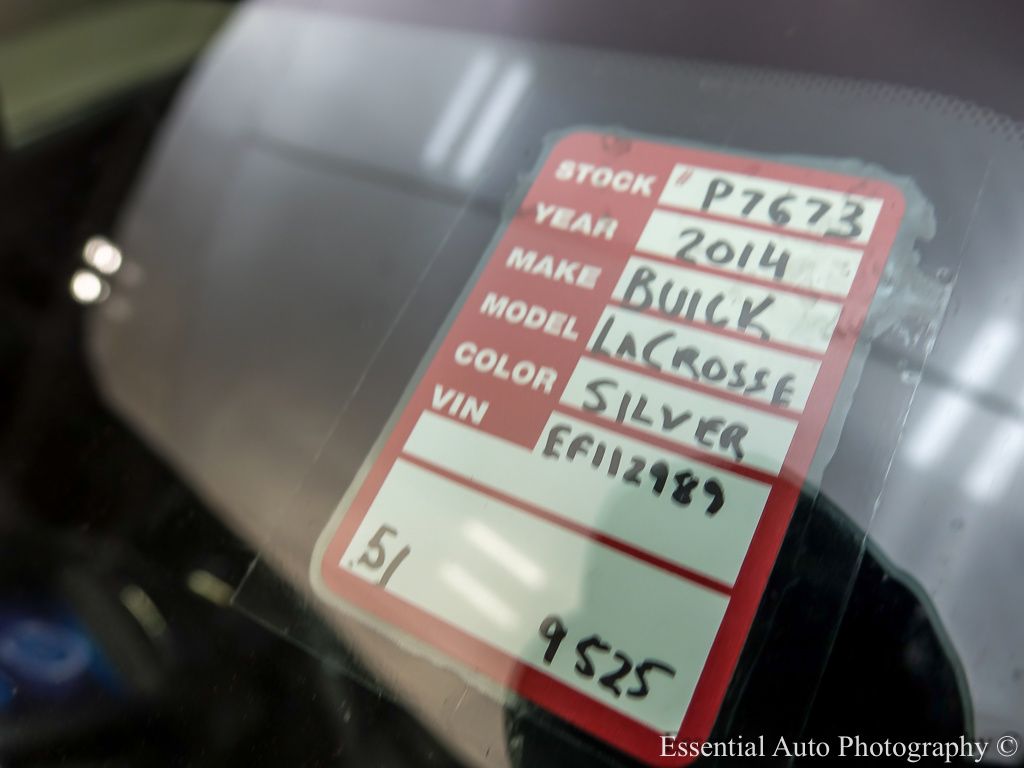 STOCK # P7673
YEAR 2014
MAKE BUICK
MODEL LACROSSE
COLOR SILVER
VIN EF112989
.51
9525
Essential Auto Photography ©